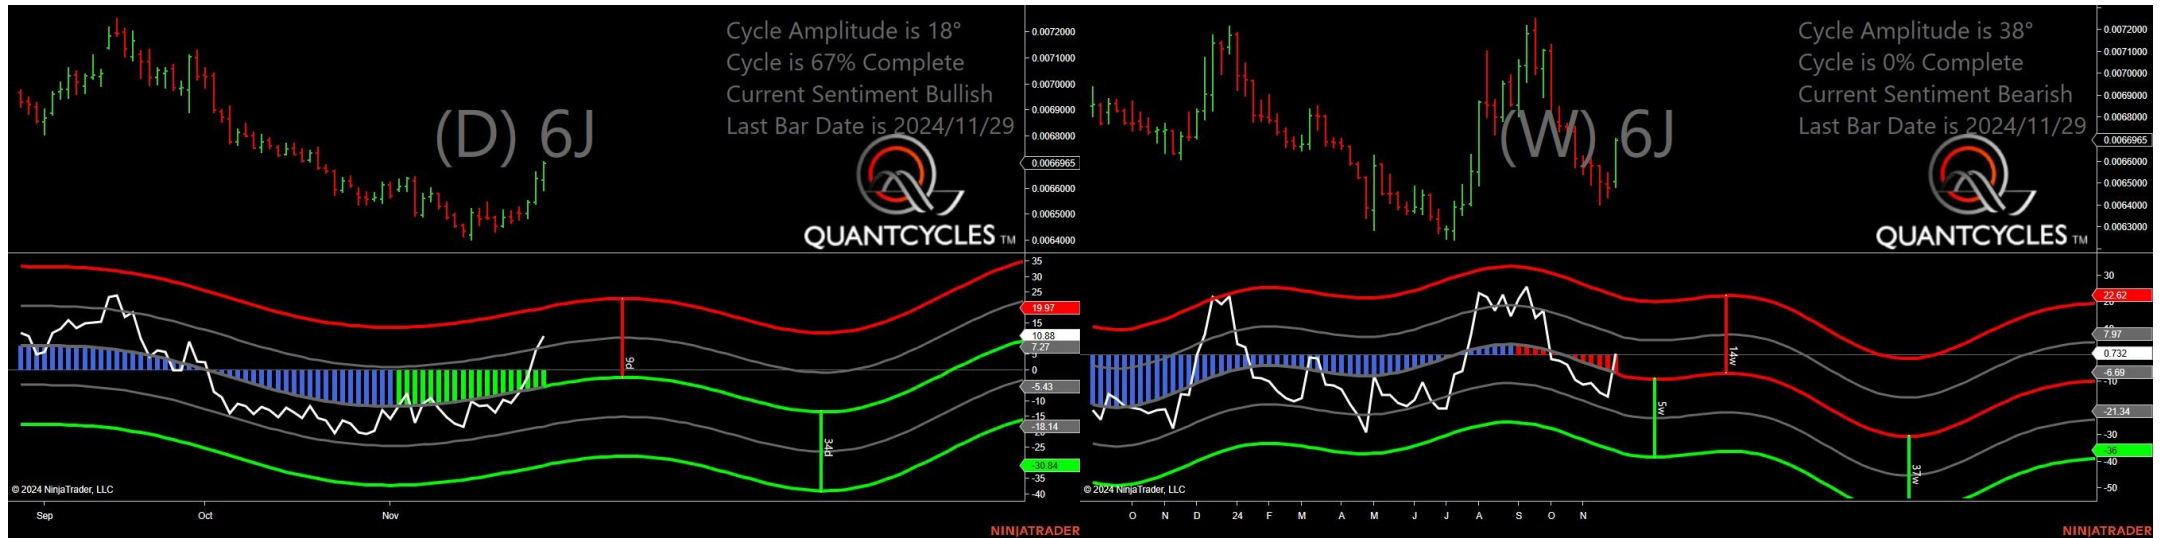 Cycle Amplitude is 18°
Cycle is 67% Complete
Current Sentiment Bullish
Last Bar Date is 2024/11/29
(D) 6J
QUANTCYCLES TM
0.0072000
0.0071000
0.0070000
0.0069000
0.0068000
0.0066965
0.0066000
0.0065000
0.0064000
35
30
25
19.97
15
10.88
7.27
5
0
-5.43
-10
-15
-18.14
-25
-30.84
-35
-40
9d
34d
© 2024 NinjaTrader, LLC
Sep
Oct
Nov
NINJATRADER
Cycle Amplitude is 38°
Cycle is 0% Complete
Current Sentiment Bearish
Last Bar Date is 2024/11/29
(W) 6J
QUANTCYCLES TM
0.0072000
0.0071000
0.0070000
0.0069000
0.0068000
0.0066965
0.0066000
0.0065000
0.0064000
0.0063000
30
22.62
7.97
0.732
-6.69
-10
-21.34
-30
-36
-40
-50
14w
5w
37w
© 2024 NinjaTrader, LLC
O N D 24 F M A M J J A S O N
NINJATRADER